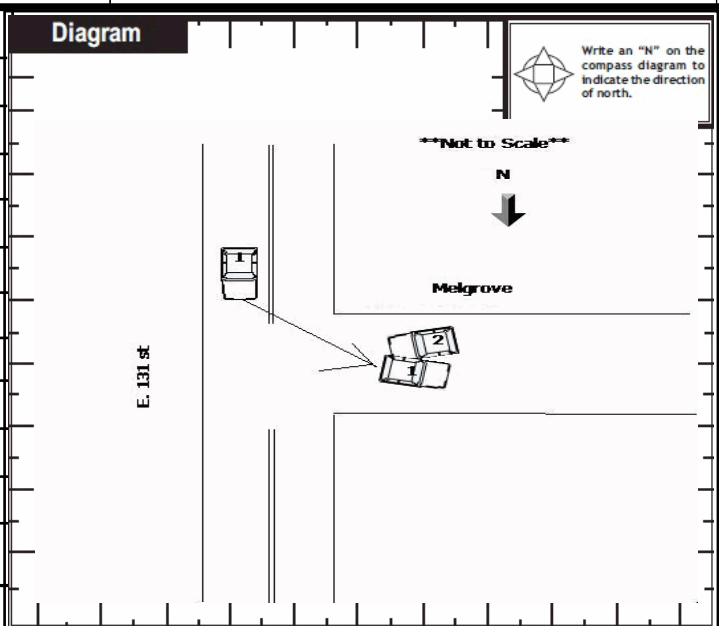 Diagram
Write an “N” on the
compass diagram to
indicate the direction
of north.
**Not to Scale**
N
Melgrove
1
2
1
E. 131 st